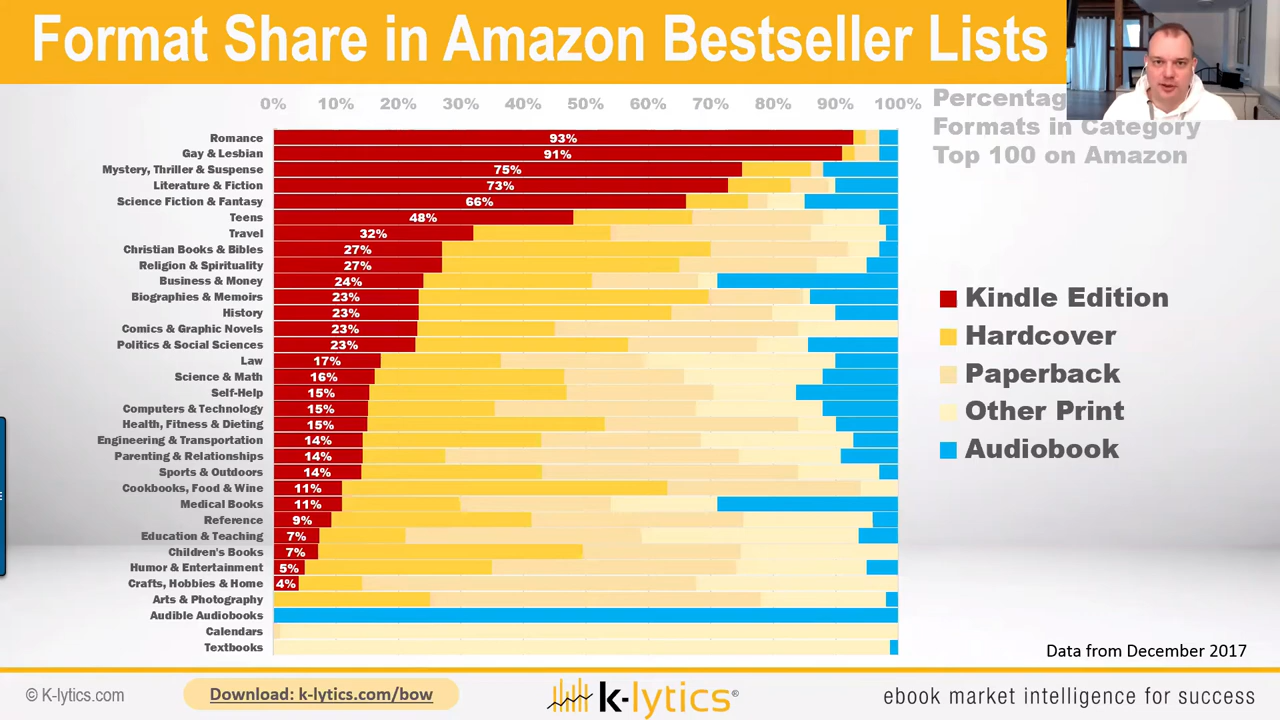 Format Share in Amazon Bestseller Lists
0% 10% 20% 30% 40% 50% 60% 70% 80% 90% 100%
Formats in Category
Top 100 on Amazon
Romance 93%
Gay & Lesbian 91%
Mystery, Thriller & Suspense 75%
Literature & Fiction 73%
Science Fiction & Fantasy 66%
Teens 48%
Travel 32%
Christian Books & Bibles 27%
Religion & Spirituality 27%
Business & Money 24%
Biographies & Memoirs 23%
History 23%
Comics & Graphic Novels 23%
Politics & Social Sciences 23%
Law 17%
Science & Math 16%
Self-Help 15%
Computers & Technology 15%
Health, Fitness & Dieting 15%
Engineering & Transportation 14%
Parenting & Relationships 14%
Sports & Outdoors 14%
Cookbooks, Food & Wine 11%
Medical Books 11%
Reference 9%
Education & Teaching 7%
Children's Books 7%
Humor & Entertainment 5%
Crafts, Hobbies & Home 4%
Arts & Photography
Audible Audiobooks
Calendars
Textbooks
Kindle Edition
Hardcover
Paperback
Other Print
Audiobook
Data from December 2017
© K-lytics.com
Download: k-lytics.com/bow
k-lytics®
ebook market intelligence for success